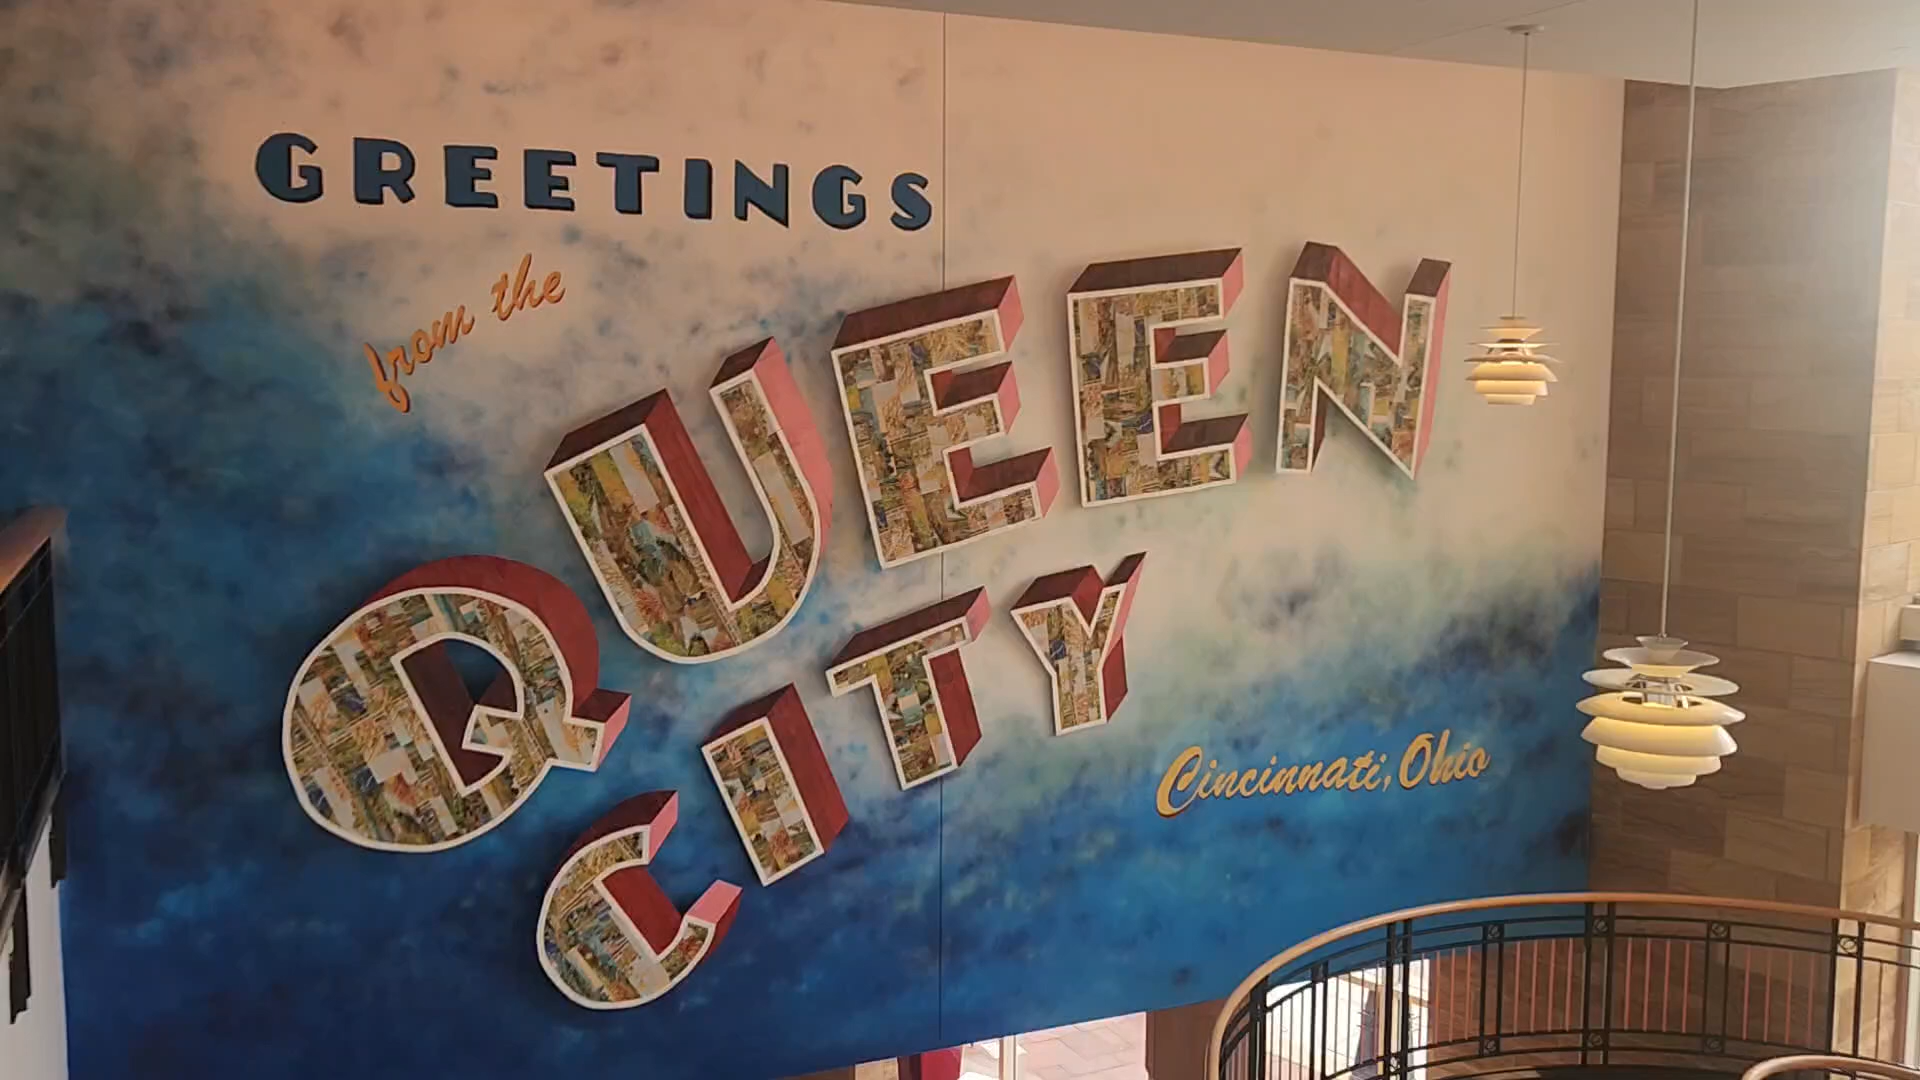 GREETINGS
from the
QUEEN
CITY
Cincinnati, Ohio